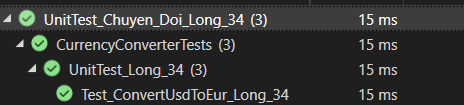 UnitTest_Chuyen_Doi_Long_34 (3) 15 ms
CurrencyConverterTests (3) 15 ms
UnitTest_Long_34 (3) 15 ms
Test_ConvertUsdToEur_Long_34 15 ms